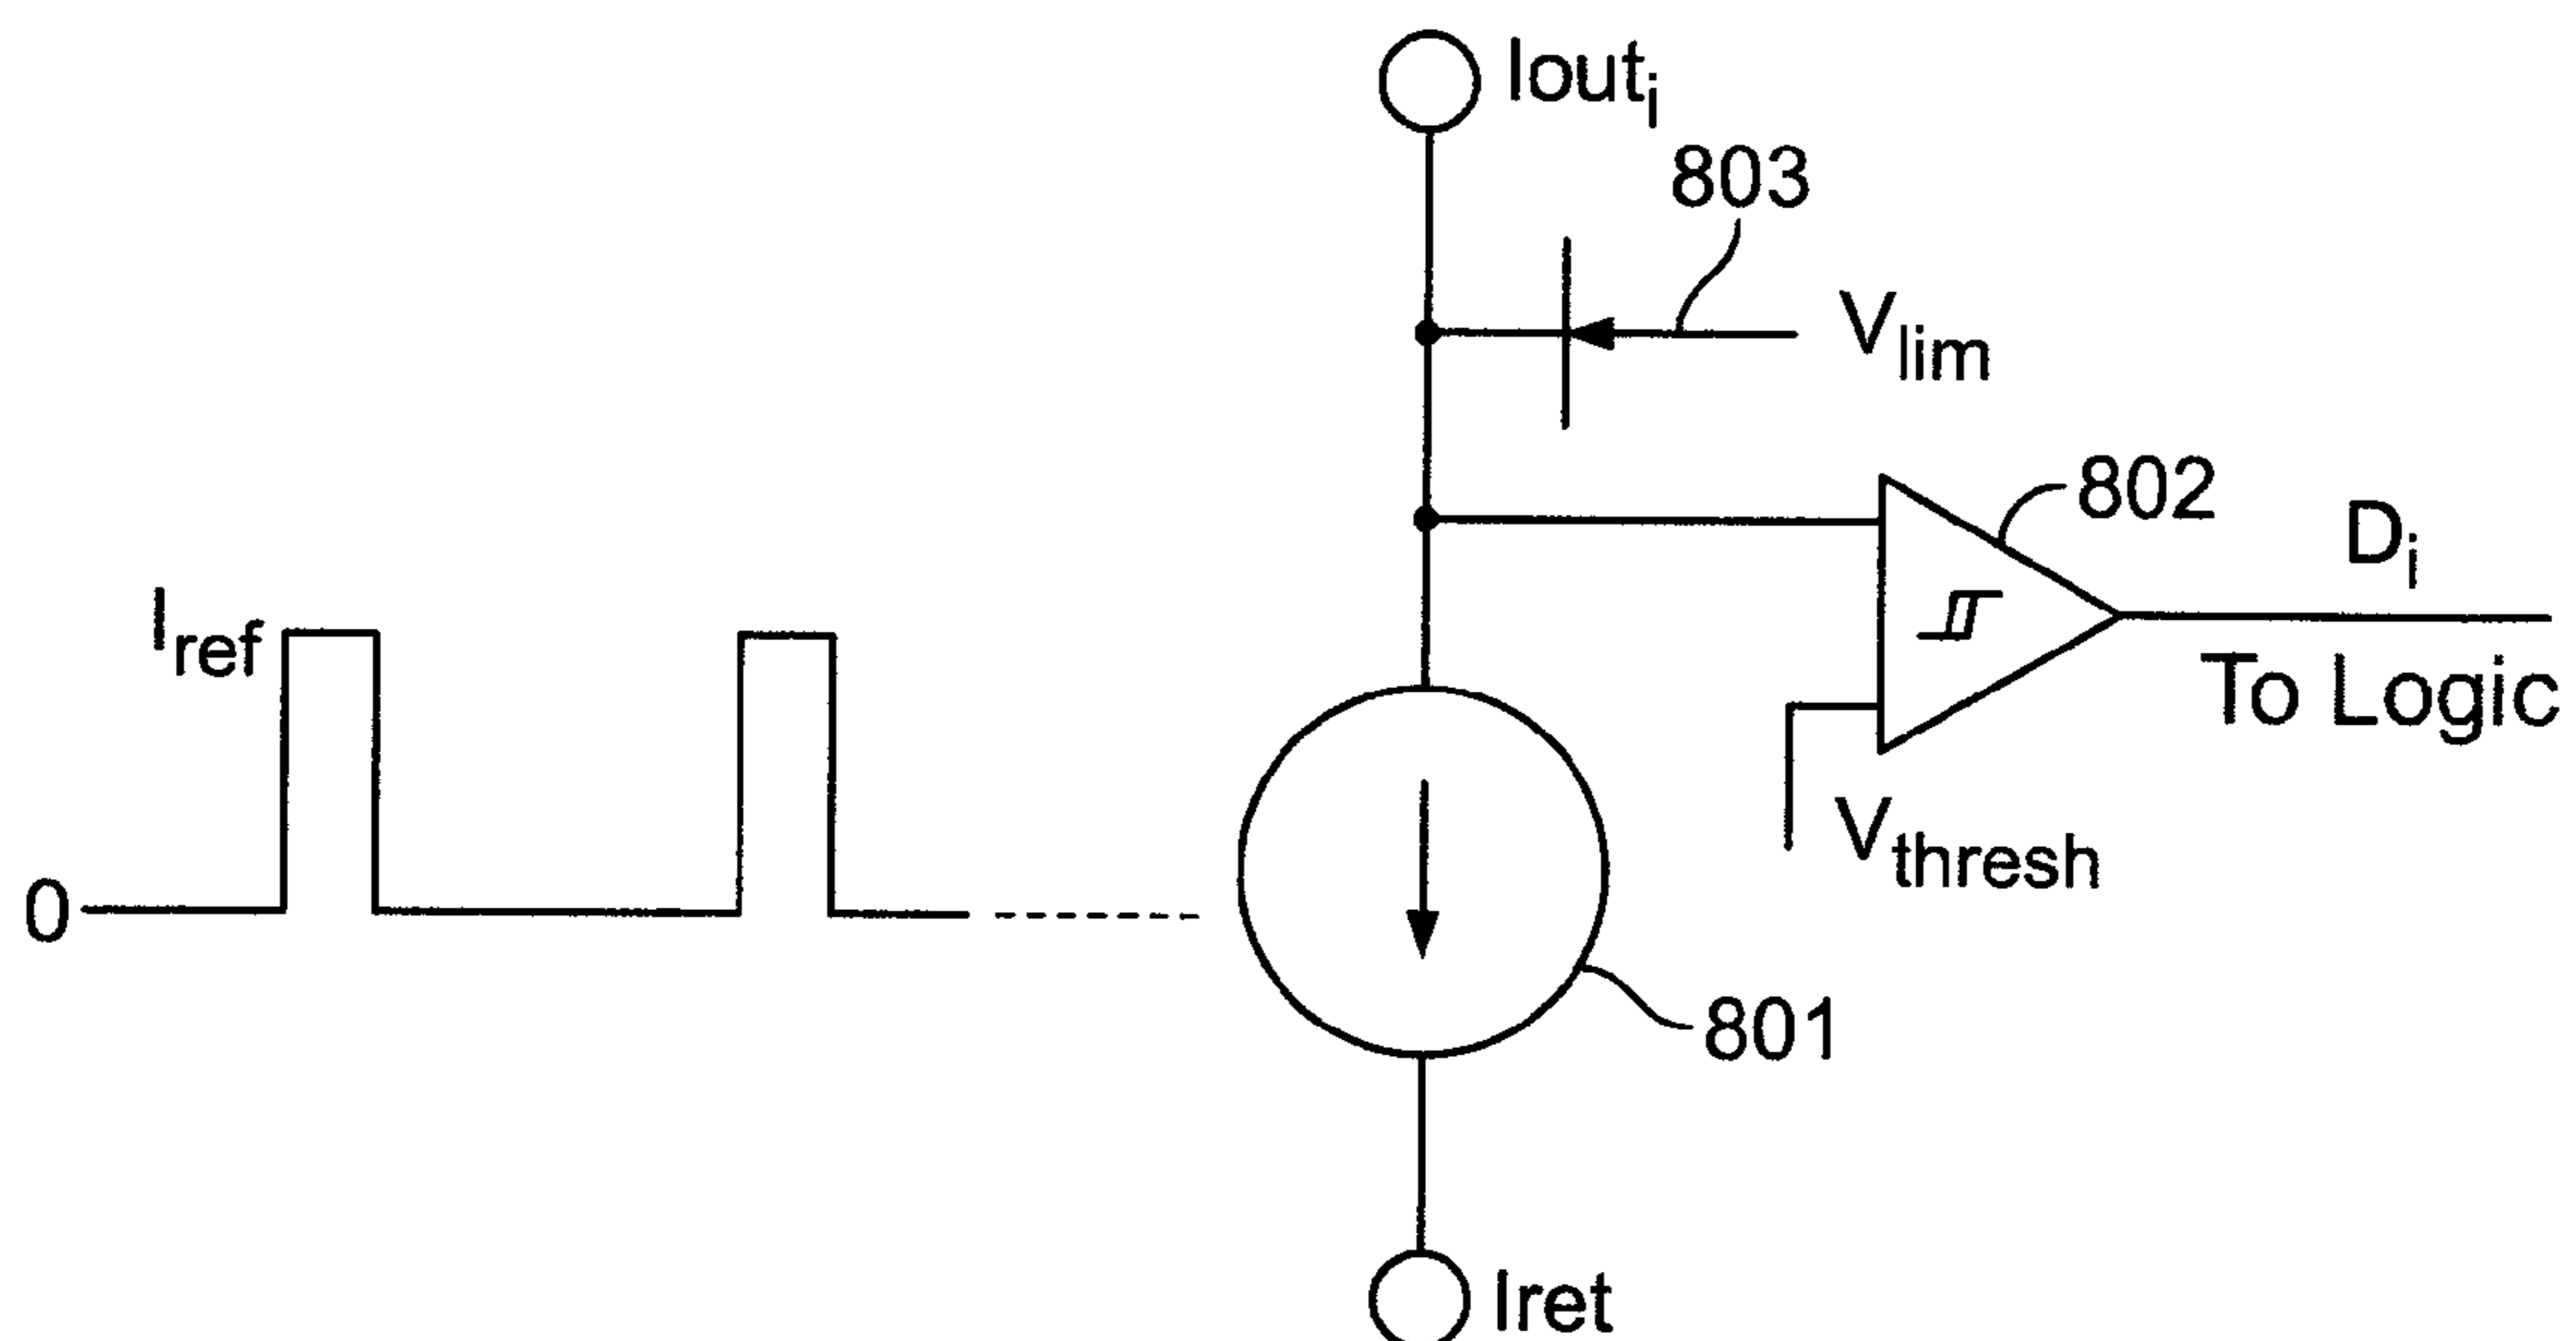 Iout_i
803
V_lim
802
D_i
I_ref
To Logic
V_thresh
0
801
Iret